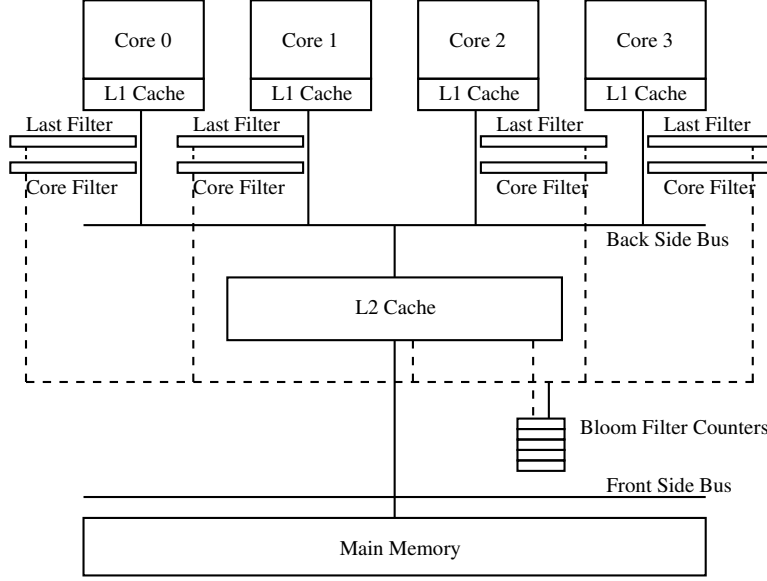 Core 0
Core 1
Core 2
Core 3
L1 Cache
L1 Cache
L1 Cache
L1 Cache
Last Filter
Last Filter
Last Filter
Last Filter
Core Filter
Core Filter
Core Filter
Core Filter
Back Side Bus
L2 Cache
Bloom Filter Counters
Front Side Bus
Main Memory